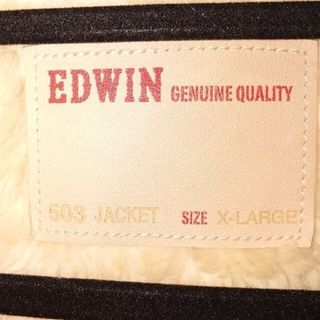 EDWIN GENUINE QUALITY
503 JACKET SIZE X-LARGE